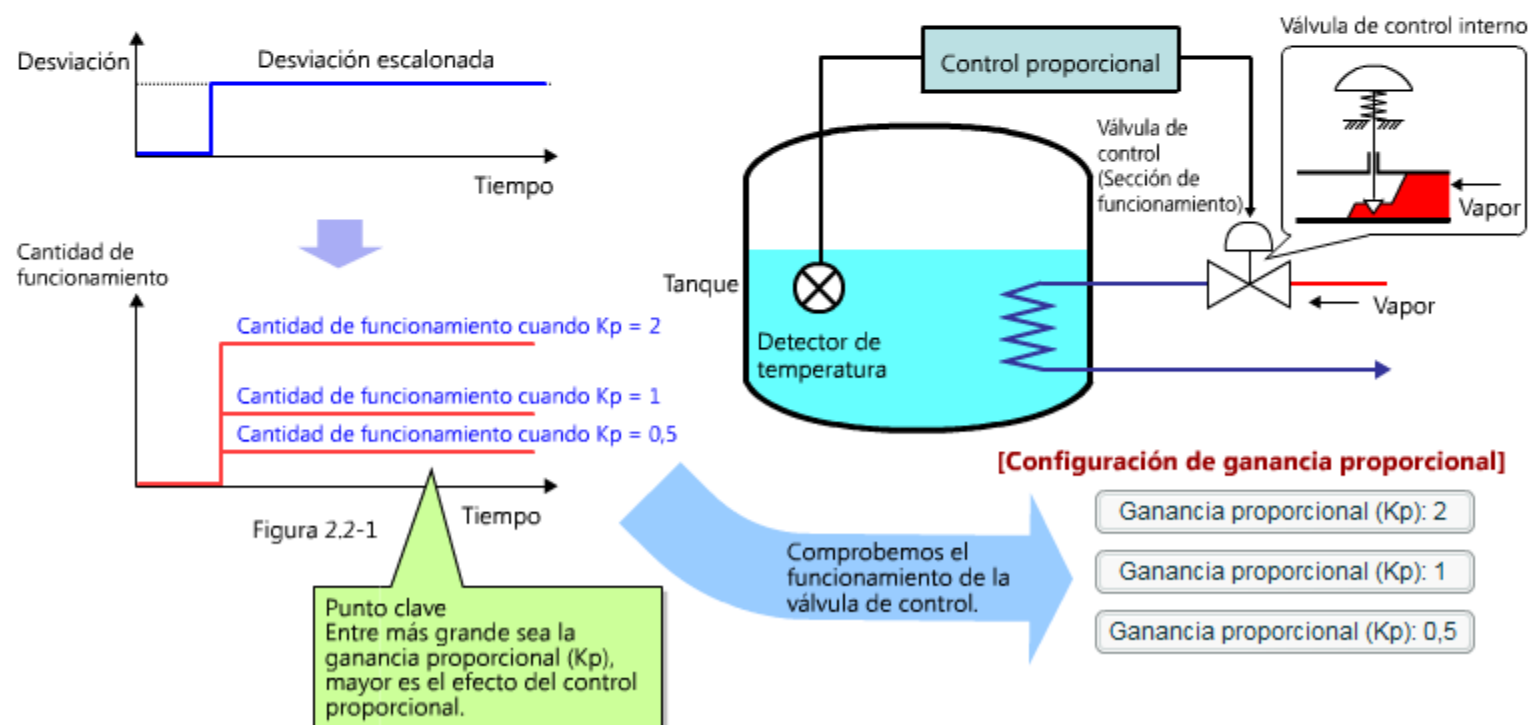 Desviación
Desviación escalonada
Tiempo
Cantidad de
funcionamiento
Cantidad de funcionamiento cuando Kp = 2
Cantidad de funcionamiento cuando Kp = 1
Cantidad de funcionamiento cuando Kp = 0,5
Tiempo
Figura 2.2-1
Punto clave
Entre más grande sea la
ganancia proporcional (Kp),
mayor es el efecto del control
proporcional.
Control proporcional
Válvula de control interno
Vapor
Válvula de
control
(Sección de
funcionamiento)
Tanque
Detector de
temperatura
Vapor
Comprobemos el
funcionamiento de la
válvula de control.
[Configuración de ganancia proporcional]
Ganancia proporcional (Kp): 2
Ganancia proporcional (Kp): 1
Ganancia proporcional (Kp): 0,5